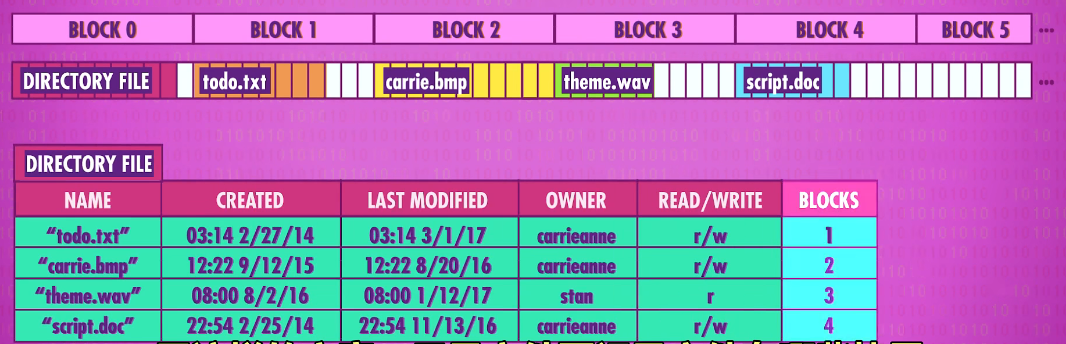 BLOCK 0 BLOCK 1 BLOCK 2 BLOCK 3 BLOCK 4 BLOCK 5 ...
DIRECTORY FILE todo.txt carrie.bmp theme.wav script.doc ...
DIRECTORY FILE
NAME CREATED LAST MODIFIED OWNER READ/WRITE BLOCKS
“todo.txt” 03:14 2/27/14 03:14 3/1/17 carrieanne r/w 1
“carrie.bmp” 12:22 9/12/15 12:22 8/20/16 carrieanne r/w 2
“theme.wav” 08:00 8/2/16 08:00 1/12/17 stan r 3
“script.doc” 22:54 2/25/14 22:54 11/13/16 carrieanne r/w 4